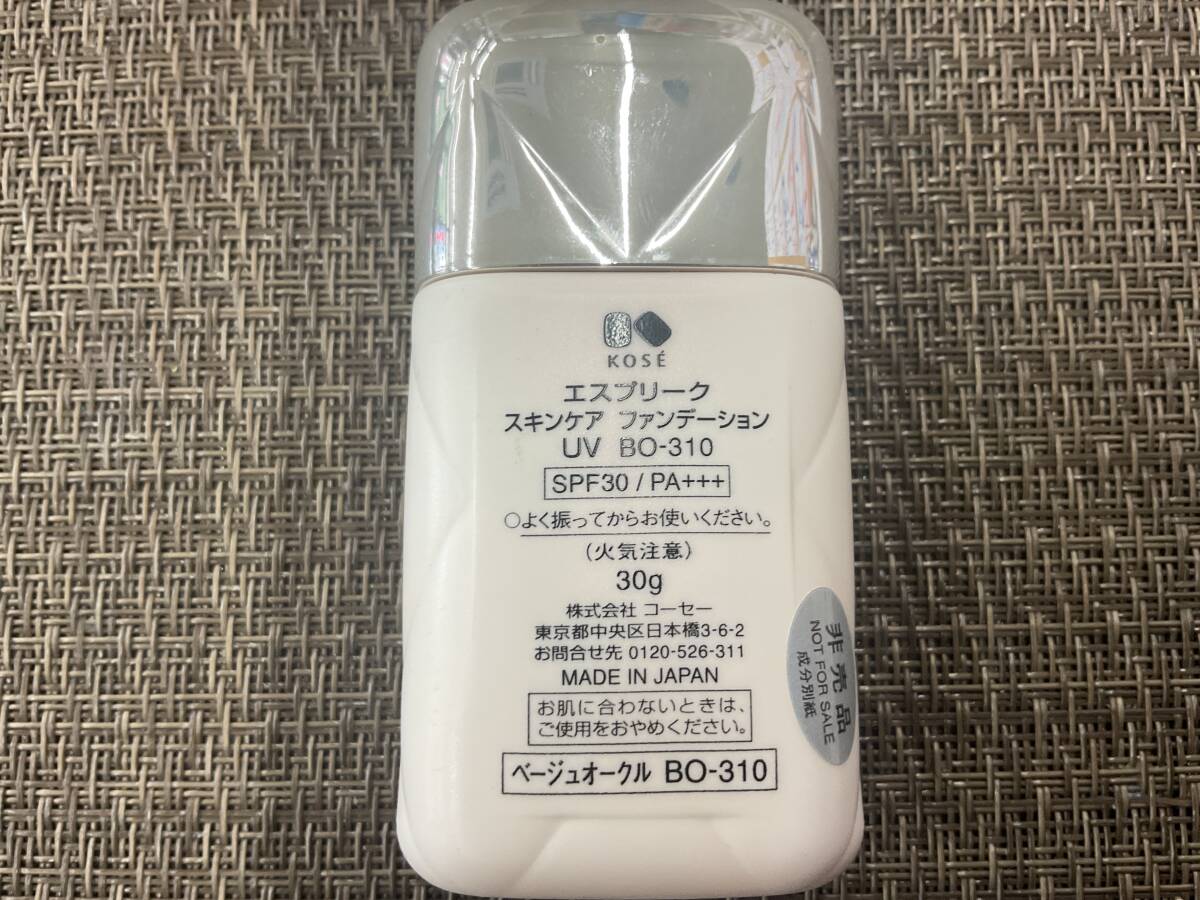 KOSÉ
エスプリーク
スキンケア ファンデーション
UV BO-310
SPF30 / PA+++
○よく振ってからお使いください。
(火気注意)
30g
株式会社 コーセー
東京都中央区日本橋3-6-2
お問合せ先 0120-526-311
MADE IN JAPAN
お肌に合わないときは、
ご使用をおやめください。
ベージュオークル BO-310
非売品
NOT FOR SALE
成分別紙